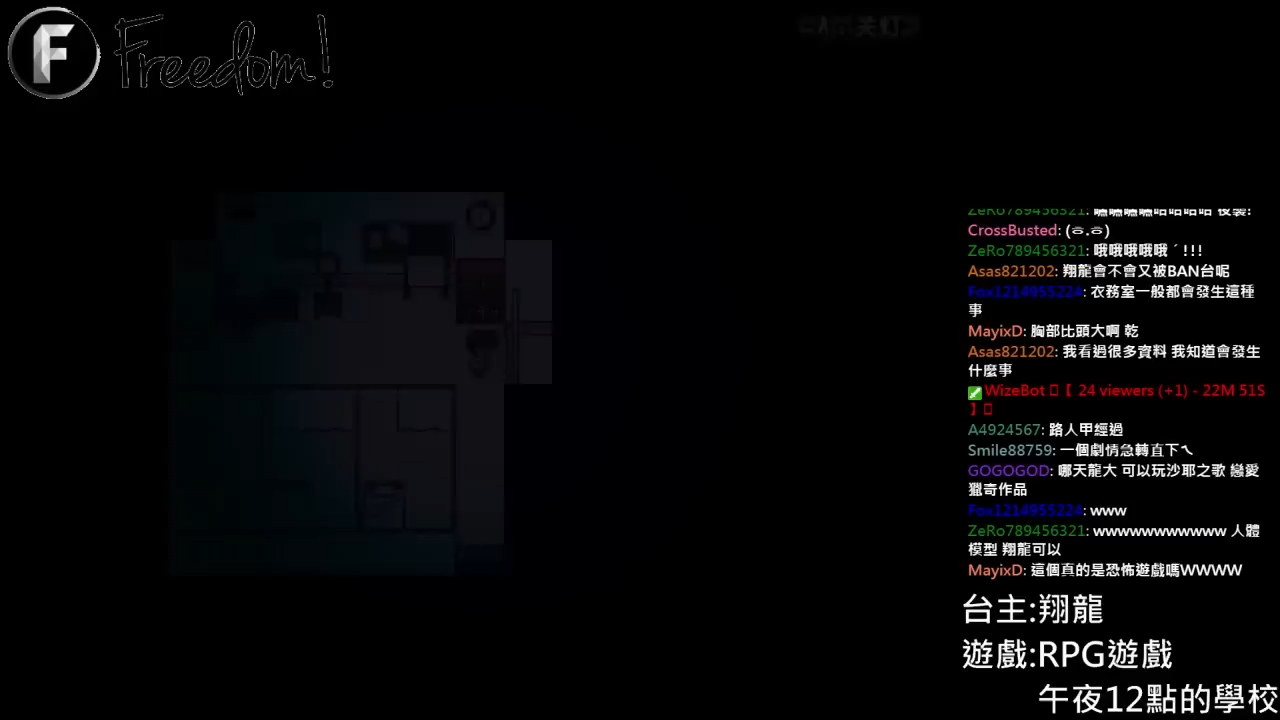 F Freedom!
CrossBusted: (ㅎ.ㅎ)
ZeRo789456321: 哦哦哦哦哦ˊ!!!
Asas821202: 翔龍會不會又被BAN台呢
Fox1214955224: 衣務室一般都會發生這種
事
MayixD: 胸部比頭大啊 乾
Asas821202: 我看過很多資料 我知道會發生
什麼事
WizeBot 【 24 viewers (+1) - 22M 51S
】
A4924567: 路人甲經過
Smile88759: 一個劇情急轉直下ㄟ
GOGOGOD: 哪天龍大 可以玩沙耶之歌 戀愛
獵奇作品
Fox1214955224: www
ZeRo789456321: wwwwwwwwwww 人體
模型 翔龍可以
MayixD: 這個真的是恐怖遊戲嗎WWWW
台主:翔龍
遊戲:RPG遊戲
午夜12點的學校